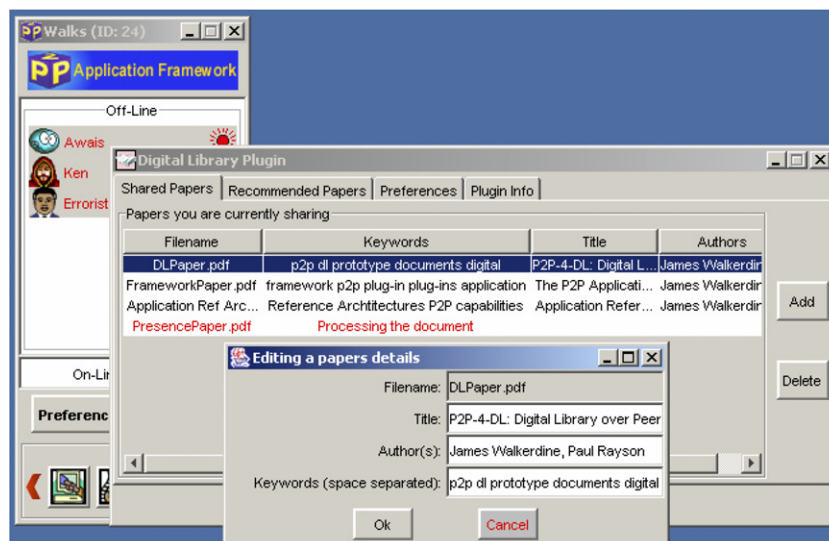 Walks (ID: 24)
PP Application Framework
Off-Line
Awais
Ken
Errorist
On-Li
Preferenc
Digital Library Plugin
Shared Papers Recommended Papers Preferences Plugin Info
Papers you are currently sharing
Filename Keywords Title Authors
DLPaper.pdf p2p dl prototype documents digital P2P-4-DL: Digital L... James Walkerdin
FrameworkPaper.pdf framework p2p plug-in plug-ins application The P2P Applicati... James Walkerdin
Application Ref Arc... Reference Archtitectures P2P capabilities Application Refer... James Walkerdin
PresencePaper.pdf Processing the document
Add
Delete
Editing a papers details
Filename: DLPaper.pdf
Title: P2P-4-DL: Digital Library over Peer
Author(s): James Walkerdine, Paul Rayson
Keywords (space separated): p2p dl prototype documents digital
Ok Cancel